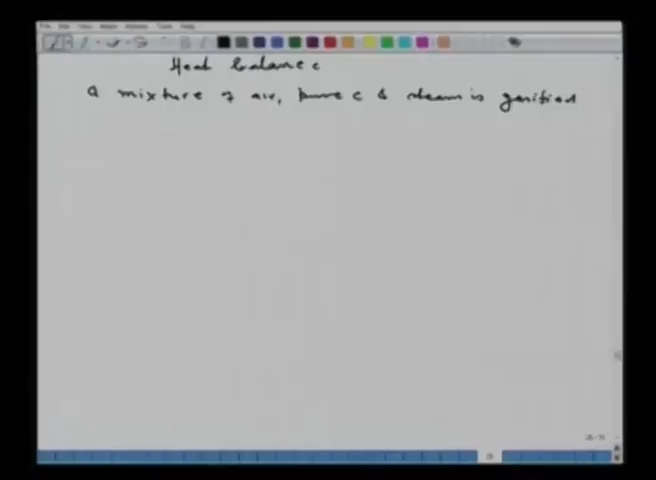 Heat balance
a mixture of air, pure c & steam is gasified